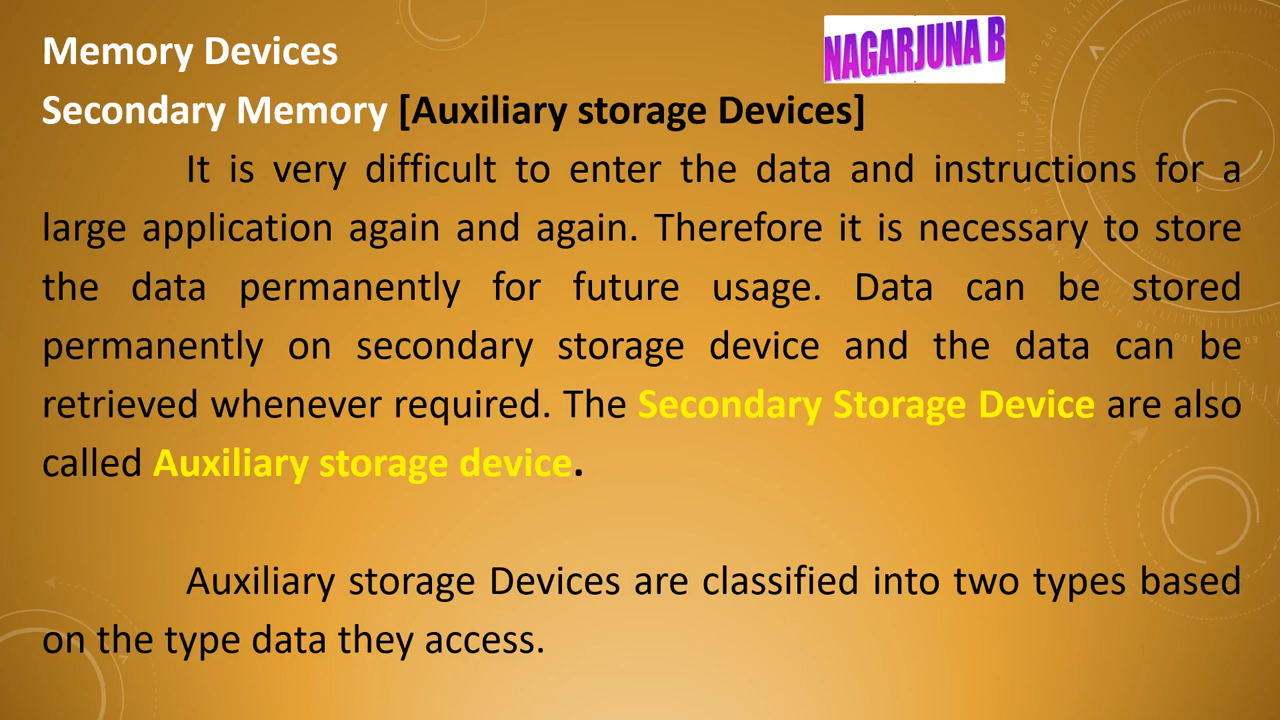 NAGARJUNA B
Memory Devices
Secondary Memory [Auxiliary storage Devices]
It is very difficult to enter the data and instructions for a
large application again and again. Therefore it is necessary to store
the data permanently for future usage. Data can be stored
permanently on secondary storage device and the data can be
retrieved whenever required. The Secondary Storage Device are also
called Auxiliary storage device.
Auxiliary storage Devices are classified into two types based
on the type data they access.